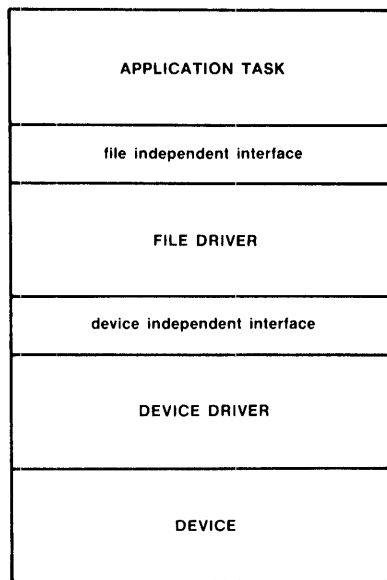 APPLICATION TASK
file independent interface
FILE DRIVER
device independent interface
DEVICE DRIVER
DEVICE